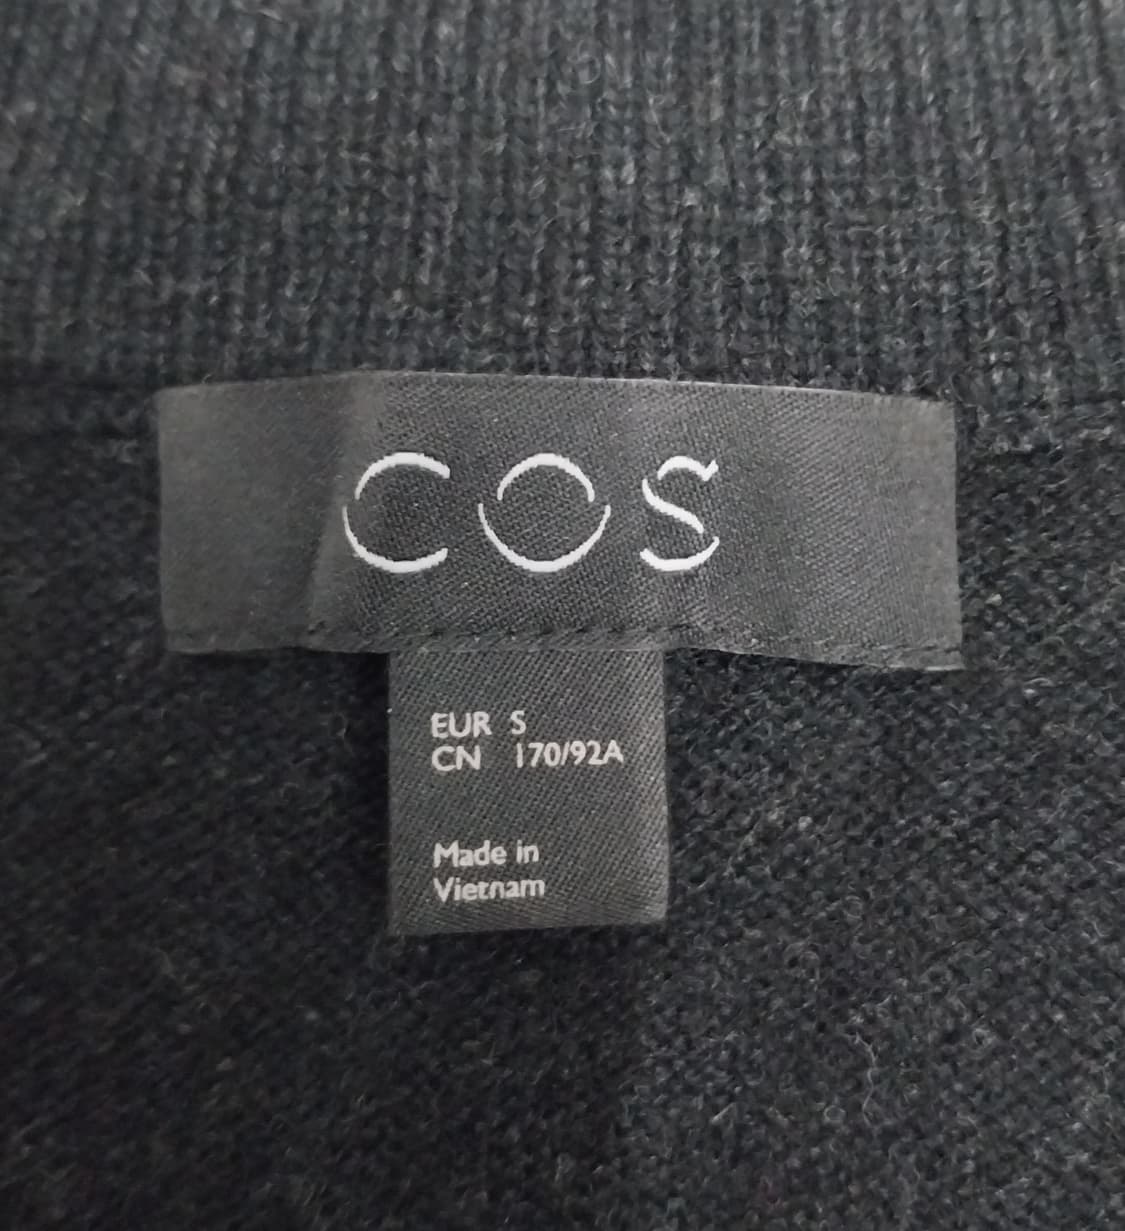 COS
EUR S
CN 170/92A
Made in
Vietnam